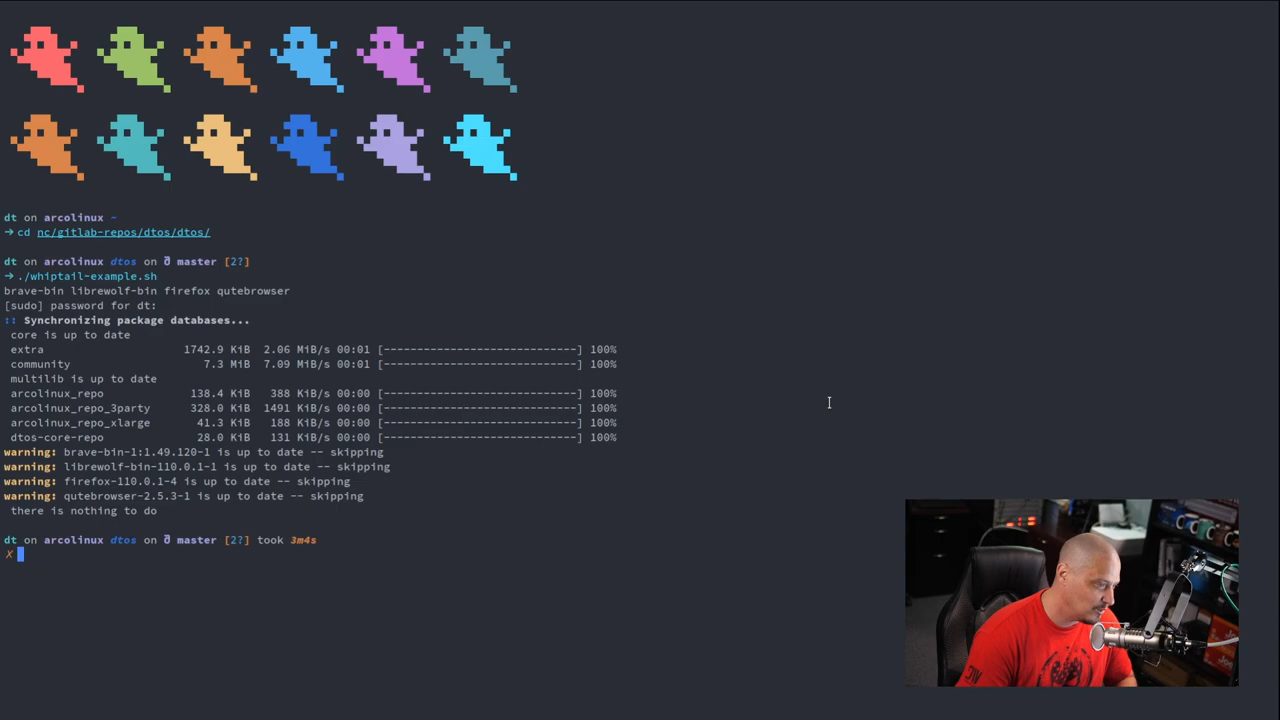 dt on arcolinux ~
→ cd nc/gitlab-repos/dtos/dtos/
dt on arcolinux dtos on ∂ master [2?]
→ ./whiptail-example.sh
brave-bin librewolf-bin firefox qutebrowser
[sudo] password for dt:
:: Synchronizing package databases...
core is up to date
extra 1742.9 KiB 2.06 MiB/s 00:01 [-----------------------------] 100%
community 7.3 MiB 7.09 MiB/s 00:01 [-----------------------------] 100%
multilib is up to date
arcolinux_repo 138.4 KiB 388 KiB/s 00:00 [-----------------------------] 100%
arcolinux_repo_3party 328.0 KiB 1491 KiB/s 00:00 [-----------------------------] 100%
arcolinux_repo_xlarge 41.3 KiB 188 KiB/s 00:00 [-----------------------------] 100%
dtos-core-repo 28.0 KiB 131 KiB/s 00:00 [-----------------------------] 100%
warning: brave-bin-1:1.49.120-1 is up to date -- skipping
warning: librewolf-bin-110.0.1-1 is up to date -- skipping
warning: firefox-110.0.1-4 is up to date -- skipping
warning: qutebrowser-2.5.3-1 is up to date -- skipping
there is nothing to do
dt on arcolinux dtos on ∂ master [2?] took 3m4s
X